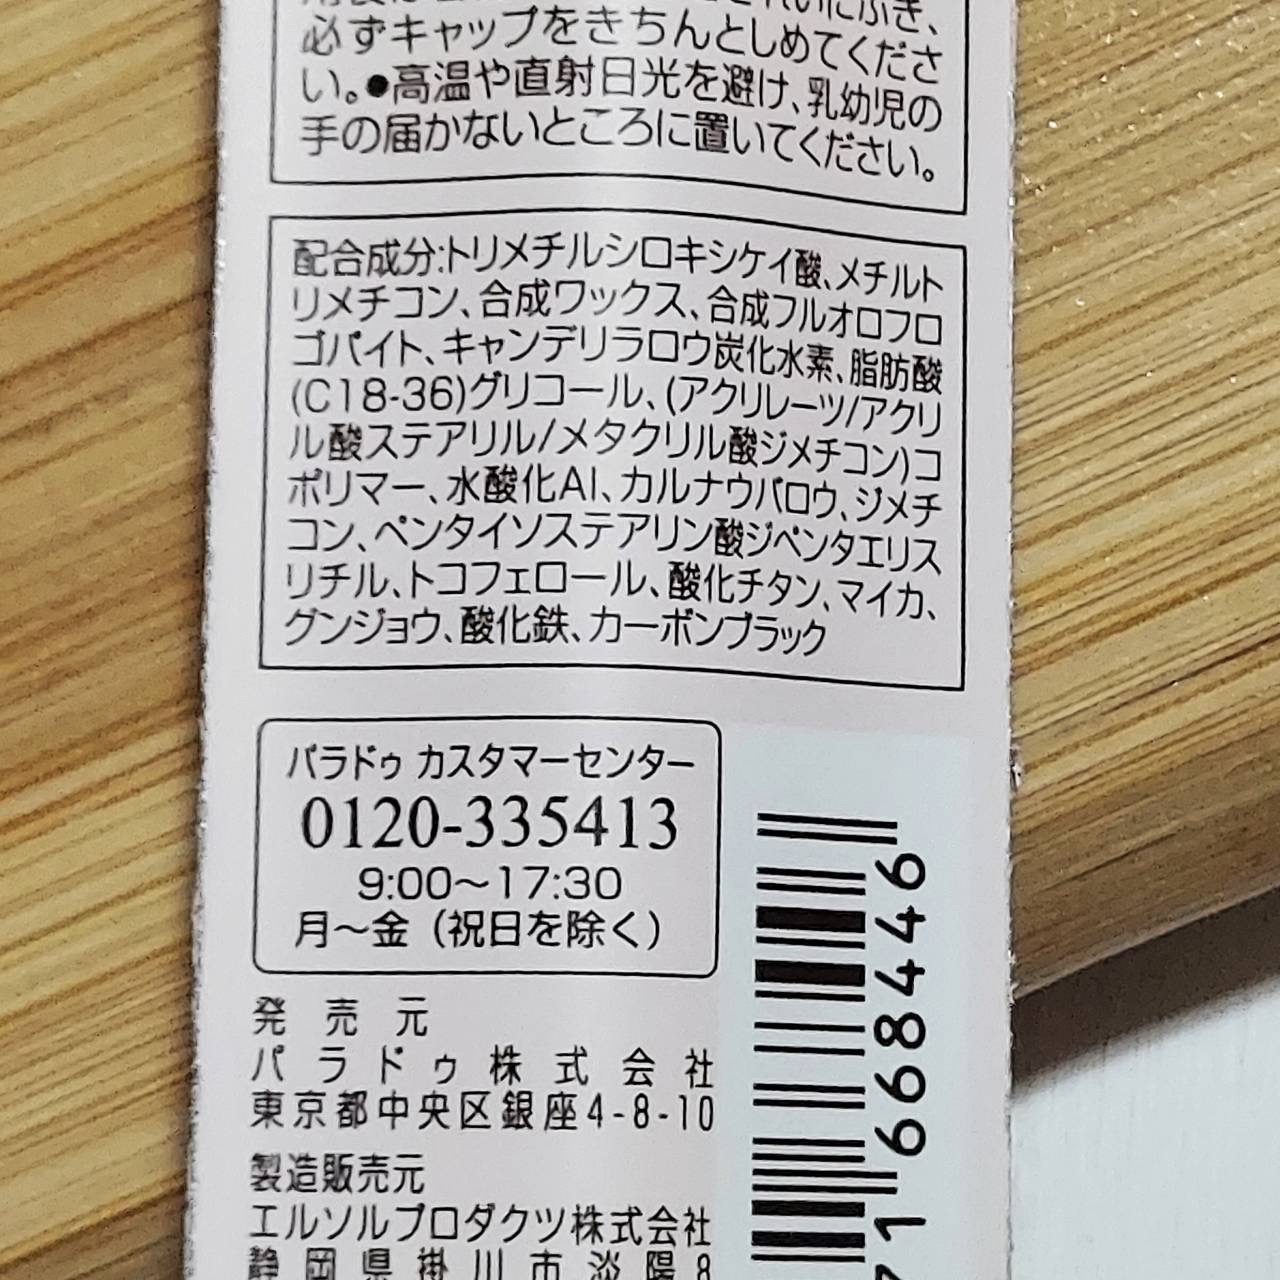 にふき、
必ずキャップをきちんとしめてくださ
い。●高温や直射日光を避け、乳幼児の
手の届かないところに置いてください。
配合成分:トリメチルシロキシケイ酸、メチルト
リメチコン、合成ワックス、合成フルオロフロ
ゴパイト、キャンデリラロウ炭化水素、脂肪酸
(C18-36)グリコール、(アクリレーツ/アクリ
ル酸ステアリル/メタクリル酸ジメチコン)コ
ポリマー、水酸化Al、カルナウバロウ、ジメチ
コン、ペンタイソステアリン酸ジペンタエリス
リチル、トコフェロール、酸化チタン、マイカ、
グンジョウ、酸化鉄、カーボンブラック
パラドゥ カスタマーセンター
0120-335413
9:00〜17:30
月〜金（祝日を除く）
発売元
パラドゥ株式会社
東京都中央区銀座4-8-10
製造販売元
エルソルプロダクツ株式会社
静岡県掛川市淡陽8
71668446